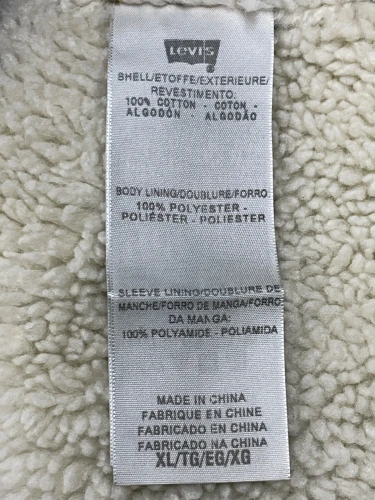 Levi's
®
SHELL/ETOFFE/EXTERIEURE/
REVESTIMENTO:
100% COTTON - COTON -
ALGODÓN - ALGODÃO
BODY LINING/DOUBLURE/FORRO:
100% POLYESTER -
POLIÉSTER - POLIESTER
SLEEVE LINING/DOUBLURE DE
MANCHE/FORRO DE MANGA/FORRO
DA MANGA:
100% POLYAMIDE - POLIAMIDA
MADE IN CHINA
FABRIQUE EN CHINE
FABRICADO EN CHINA
FABRICADO NA CHINA
XL/TG/EG/XG